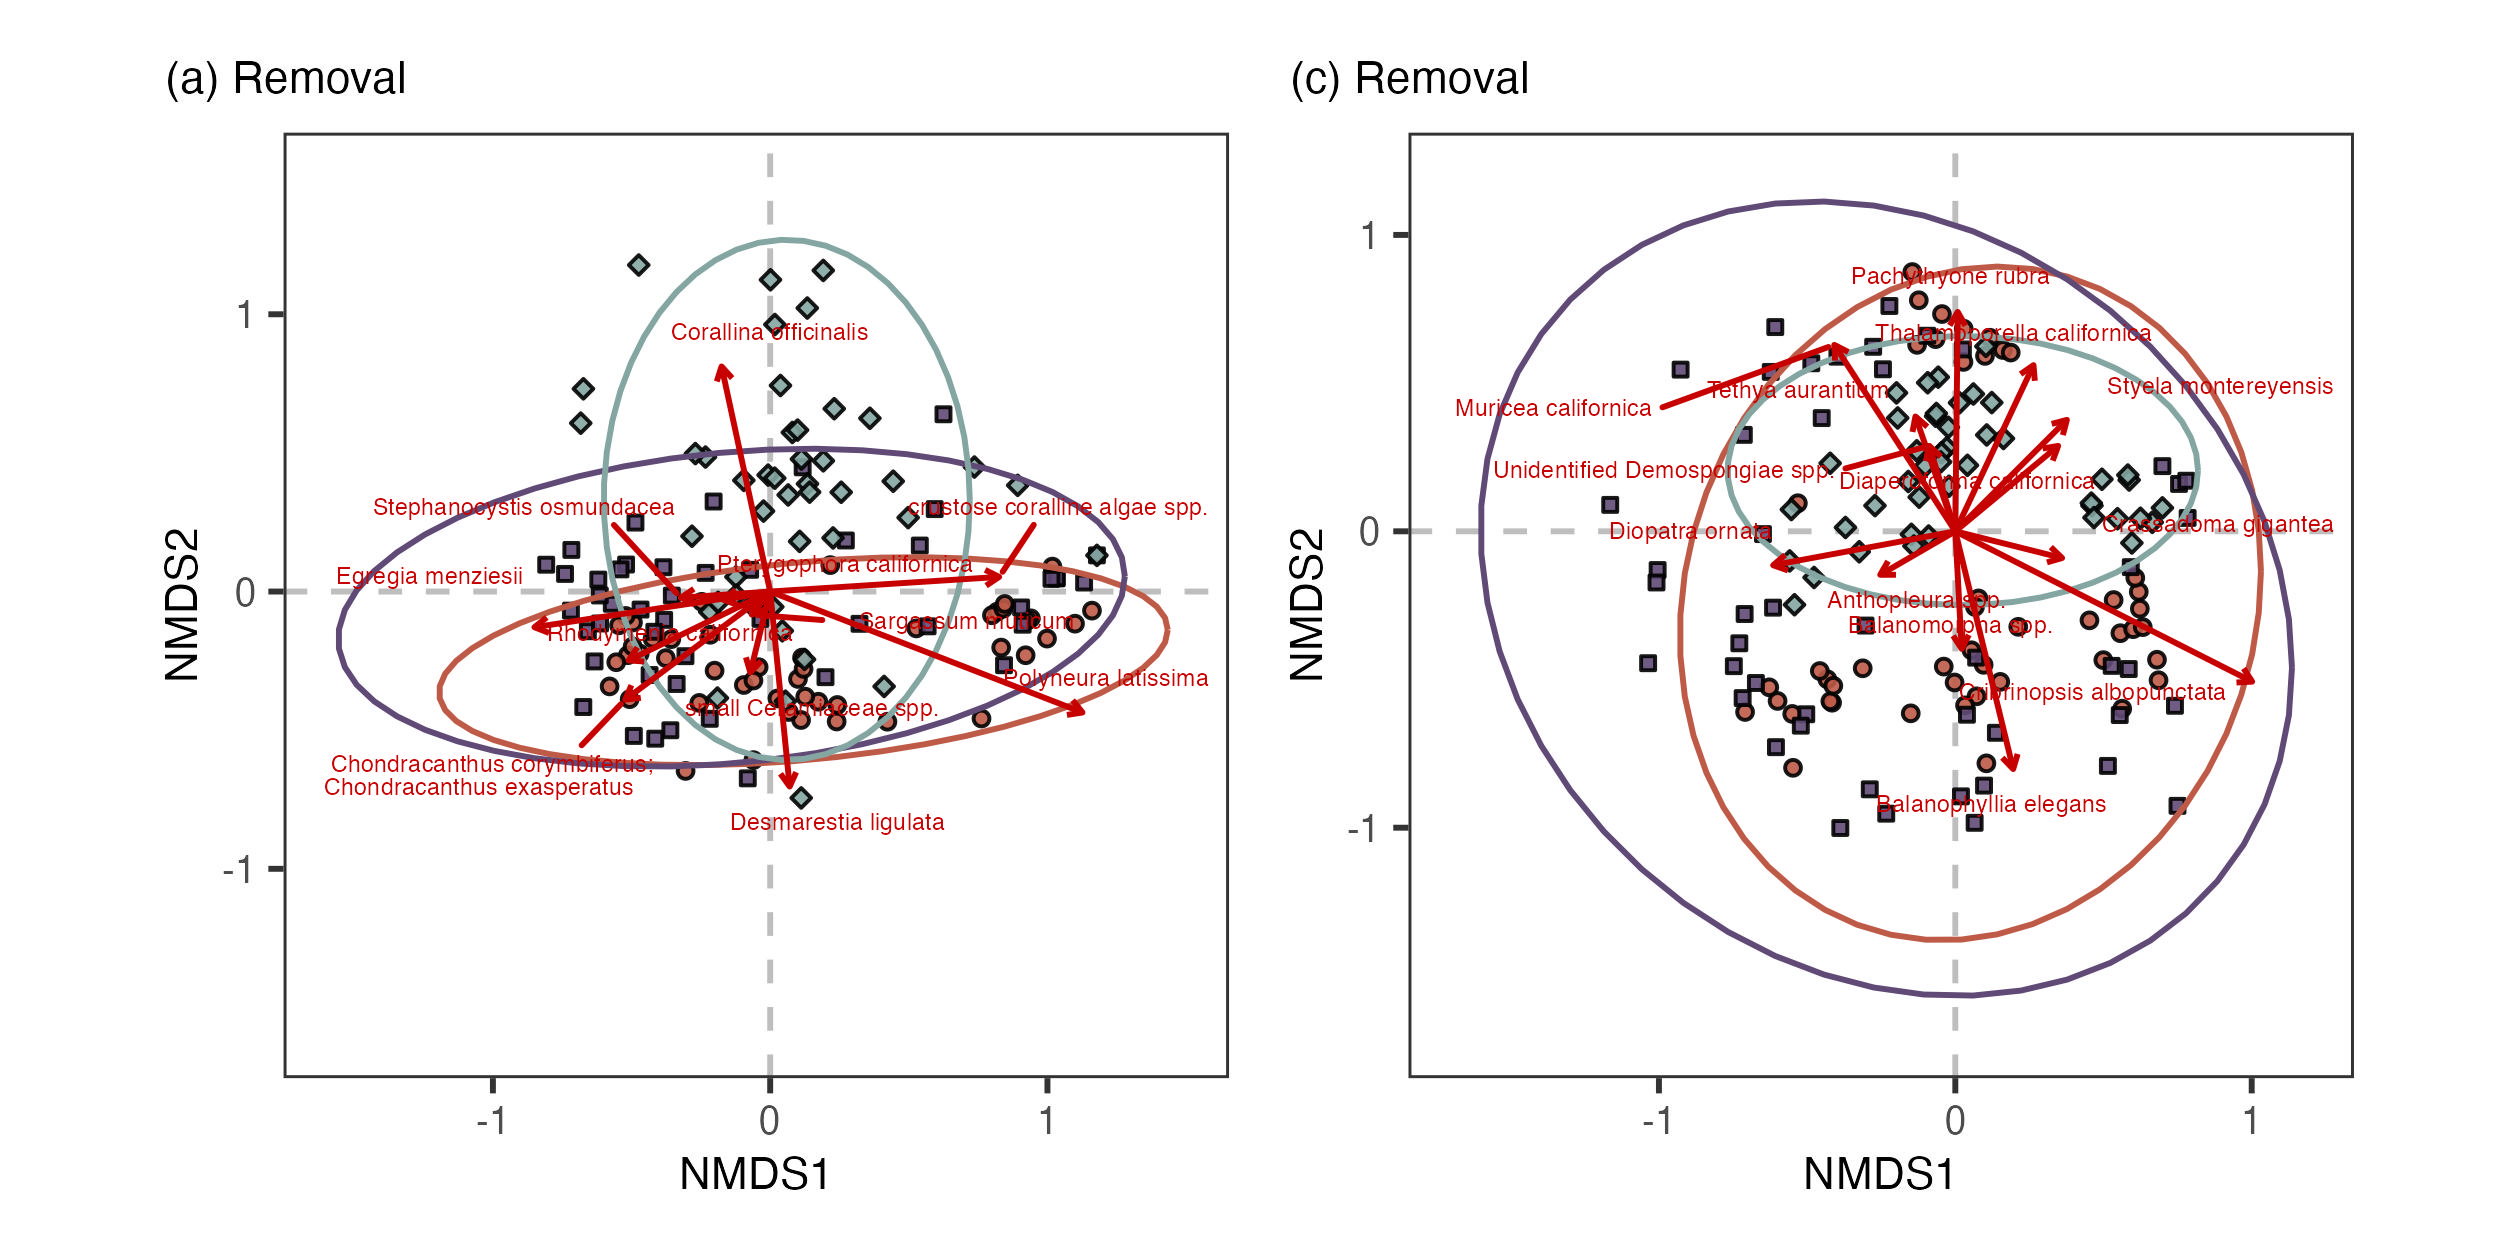 (a) Removal
NMDS2
1
0
-1
Corallina officinalis
Stephanocystis osmundacea
crustose coralline algae spp.
Pterygophora californica
Egregia menziesii
Sargassum muticum
Rhodymenia californica
Polyneura latissima
small Ceramiaceae spp.
Chondracanthus corymbiferus;
Chondracanthus exasperatus
Desmarestia ligulata
-1
0
1
NMDS1
(c) Removal
NMDS2
1
0
-1
Pachythyone rubra
Thalamoporella californica
Styela montereyensis
Tethya aurantium
Muricea californica
Unidentified Demospongiae spp.
Diaperoforma californica
Crassadoma gigantea
Diopatra ornata
Anthopleura spp.
Balanomorpha spp.
Cribrinopsis albopunctata
Balanophyllia elegans
-1
0
1
NMDS1